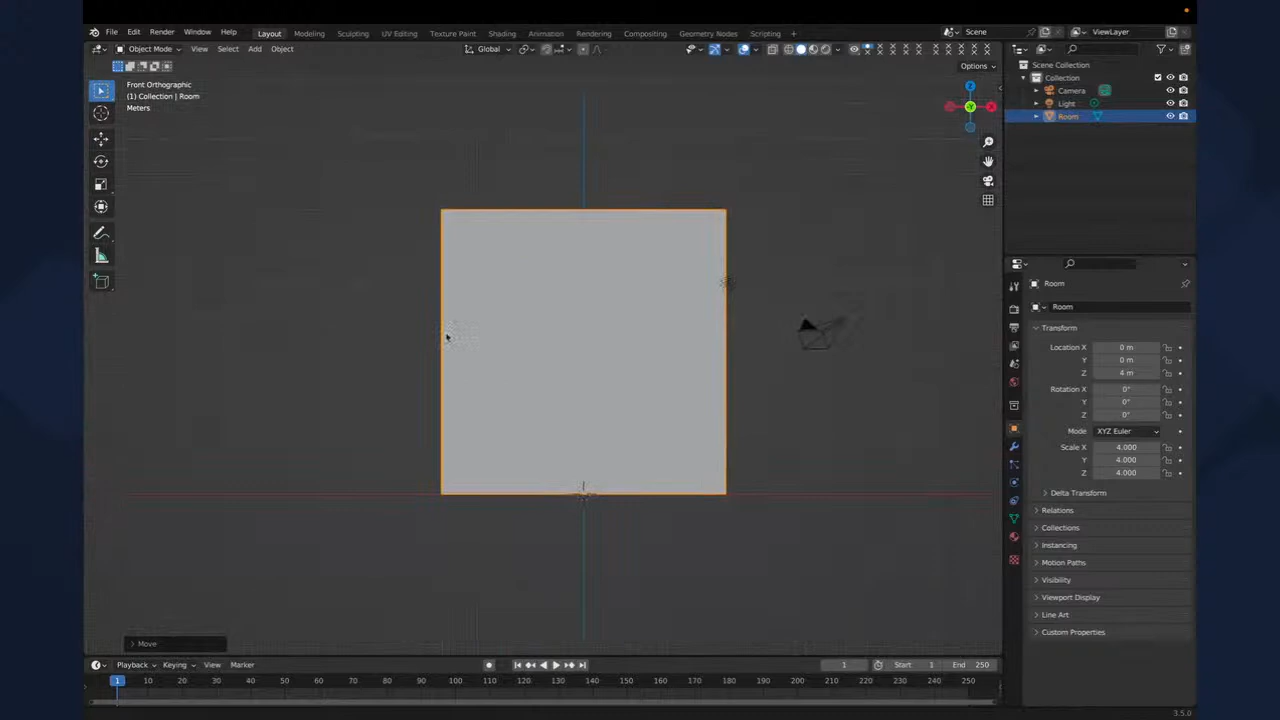 File Edit Render Window Help Layout Modeling Sculpting UV Editing Texture Paint Shading Animation Rendering Compositing Geometry Nodes Scripting Scene ViewLayer
Object Mode View Select Add Object Global
Options
Front Orthographic
(1) Collection | Room
Meters
Z
-Y
X
Scene Collection
Collection
Camera
Light
Room
Room
Room
Transform
Location X 0 m
Y 0 m
Z 4 m
Rotation X 0°
Y 0°
Z 0°
Mode XYZ Euler
Scale X 4.000
Y 4.000
Z 4.000
Delta Transform
Relations
Collections
Instancing
Motion Paths
Visibility
Viewport Display
Line Art
Custom Properties
Move
Playback Keying View Marker 1 Start 1 End 250
1 10 20 30 40 50 60 70 80 90 100 110 120 130 140 150 160 170 180 190 200 210 220 230 240 250
3.5.0